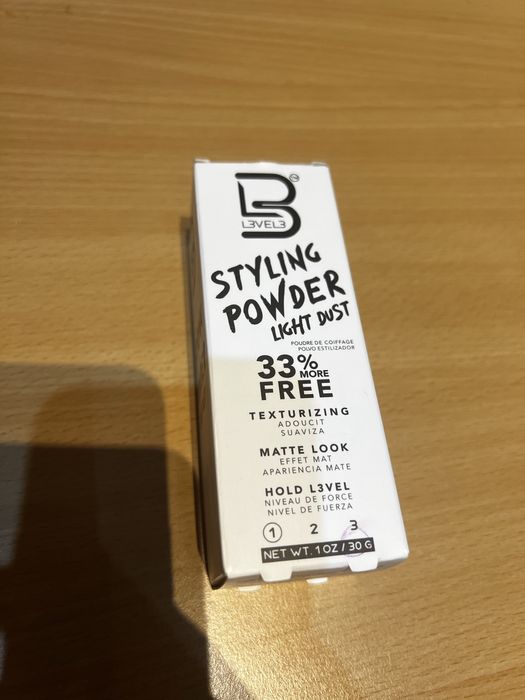 L3VEL3
STYLING
POWDER
LIGHT DUST
POUDRE DE COIFFAGE
POLVO ESTILIZADOR
33% MORE
FREE
TEXTURIZING
ADOUCIT
SUAVIZA
MATTE LOOK
EFFET MAT
APARIENCIA MATE
HOLD L3VEL
NIVEAU DE FORCE
NIVEL DE FUERZA
1 2 3
NET WT. 1 OZ / 30 G